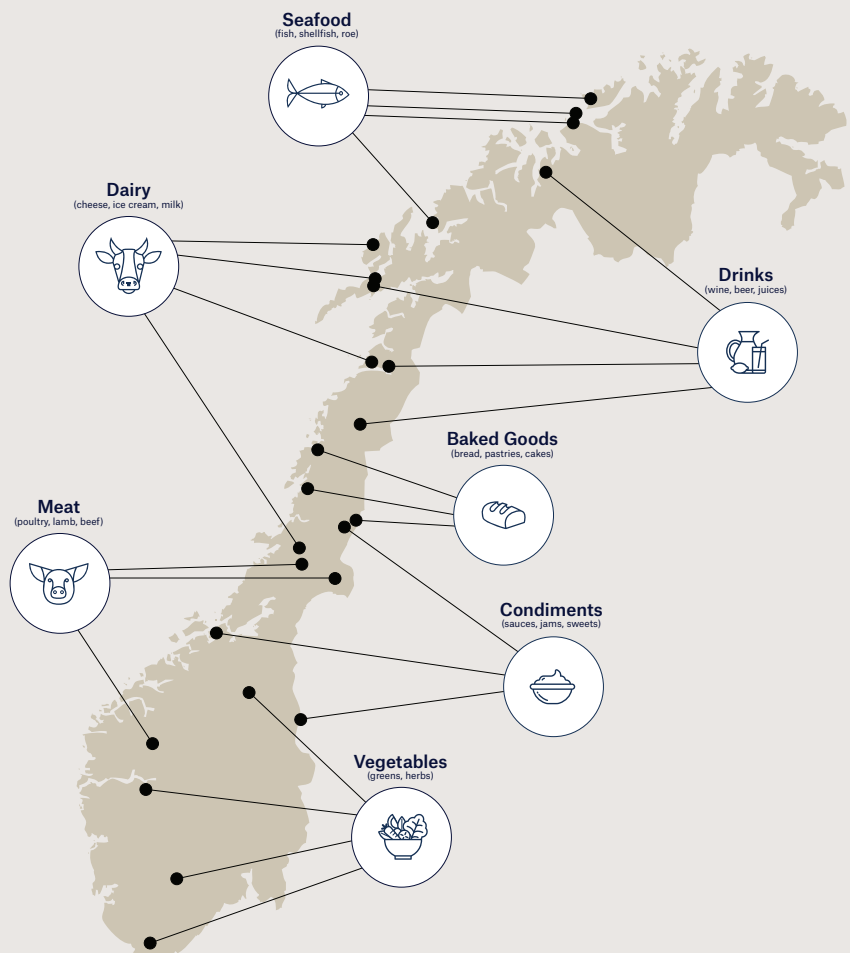 Seafood
(fish, shellfish, roe)
Dairy
(cheese, ice cream, milk)
Drinks
(wine, beer, juices)
Baked Goods
(bread, pastries, cakes)
Meat
(poultry, lamb, beef)
Condiments
(sauces, jams, sweets)
Vegetables
(greens, herbs)